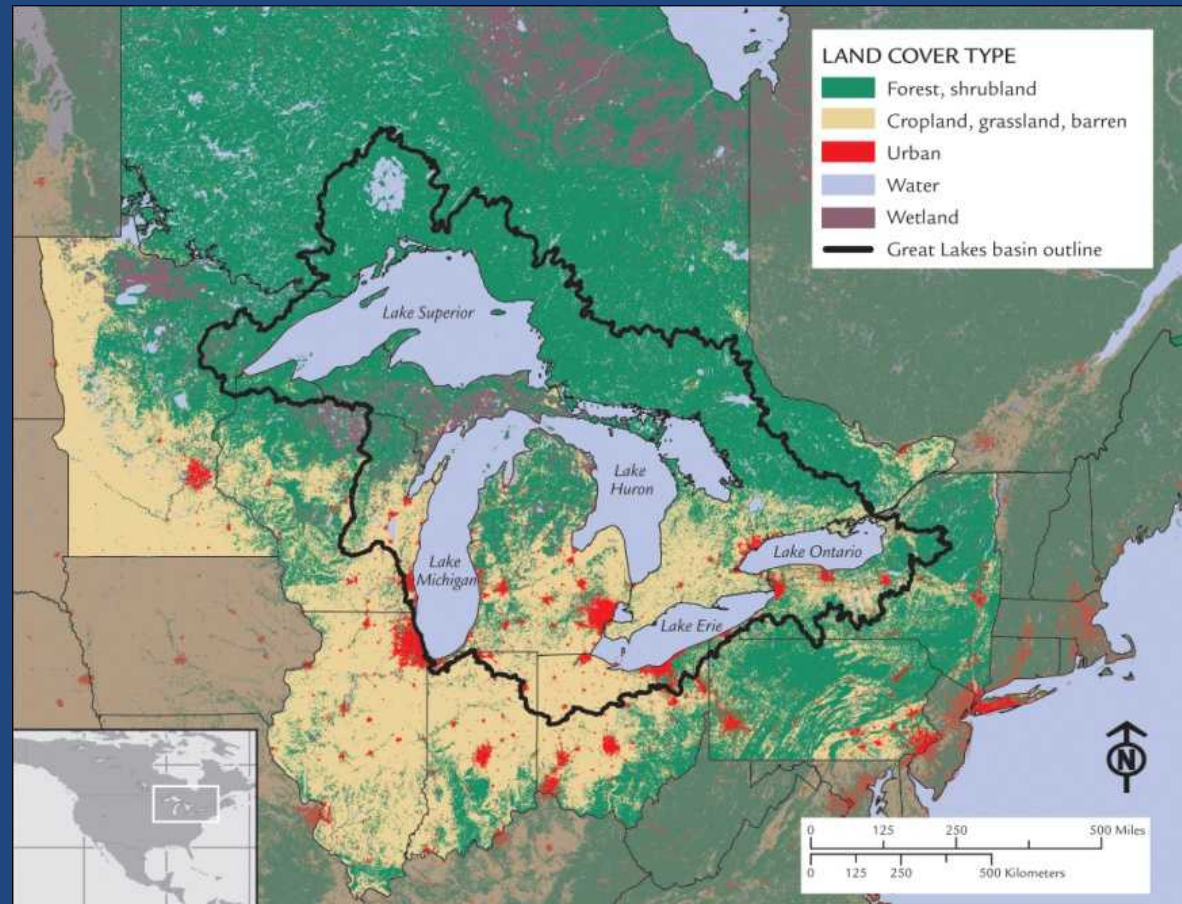 LAND COVER TYPE
Forest, shrubland
Cropland, grassland, barren
Urban
Water
Wetland
Great Lakes basin outline
Lake Superior
Lake
Huron
Lake
Michigan
Lake Ontario
Lake Erie
N
0 125 250 500 Miles
0 125 250 500 Kilometers